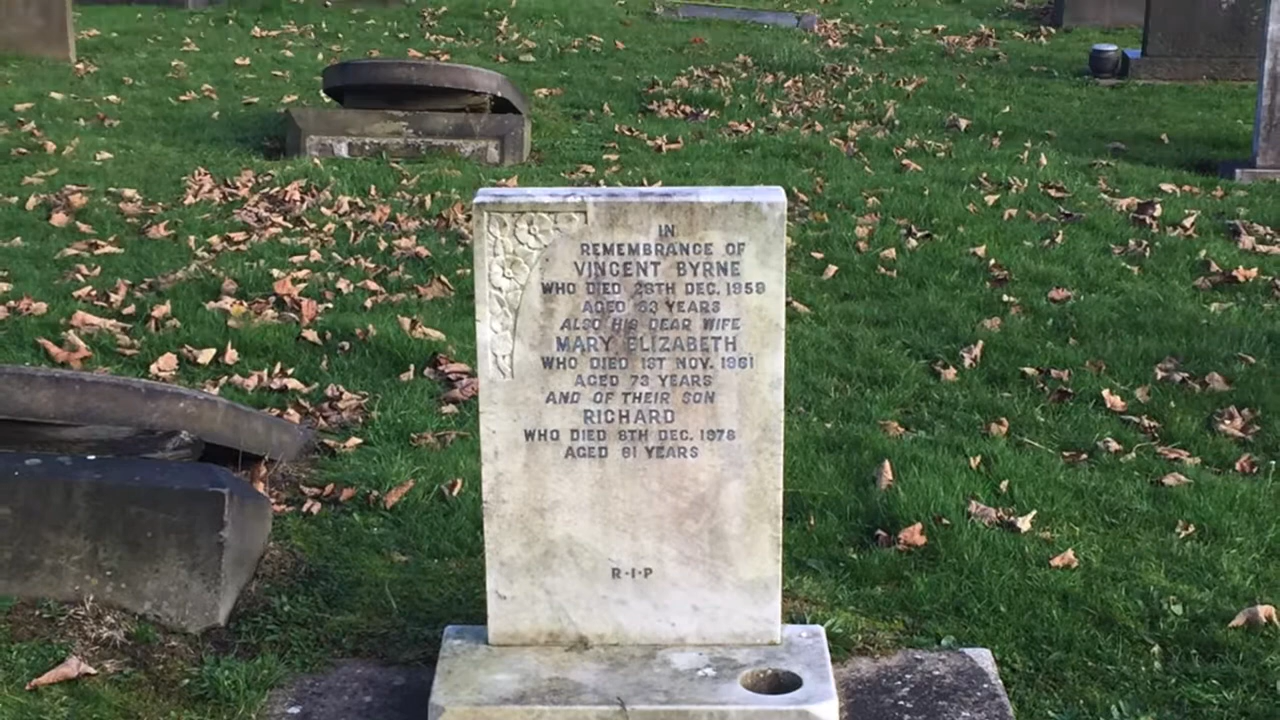 IN
REMEMBRANCE OF
VINCENT BYRNE
WHO DIED 28TH DEC. 1959
AGED 63 YEARS
ALSO HIS DEAR WIFE
MARY ELIZABETH
WHO DIED 1ST NOV. 1961
AGED 73 YEARS
AND OF THEIR SON
RICHARD
WHO DIED 8TH DEC. 1978
AGED 61 YEARS
R·I·P